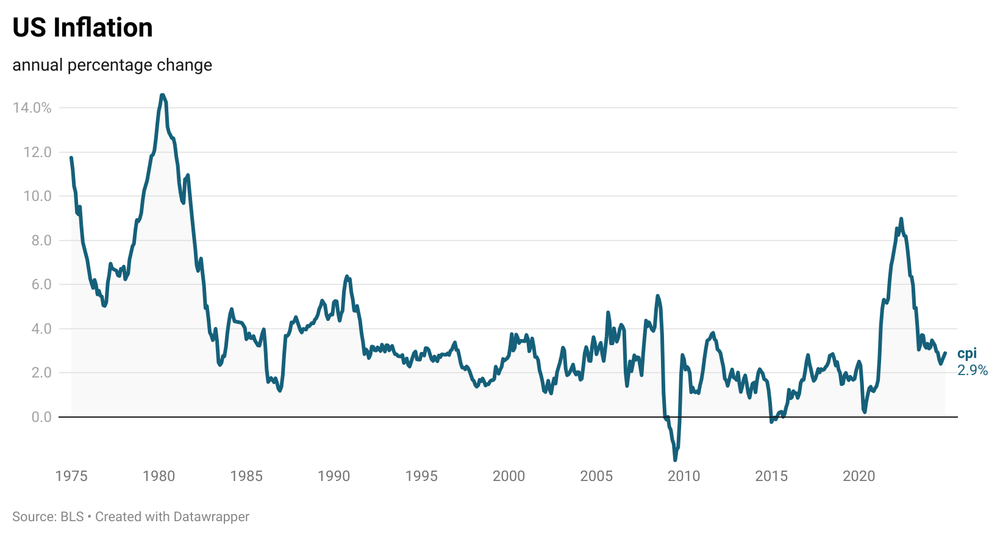 US Inflation
annual percentage change
14.0%
12.0
10.0
8.0
6.0
4.0
2.0
0.0
cpi
2.9%
1975 1980 1985 1990 1995 2000 2005 2010 2015 2020
Source: BLS • Created with Datawrapper